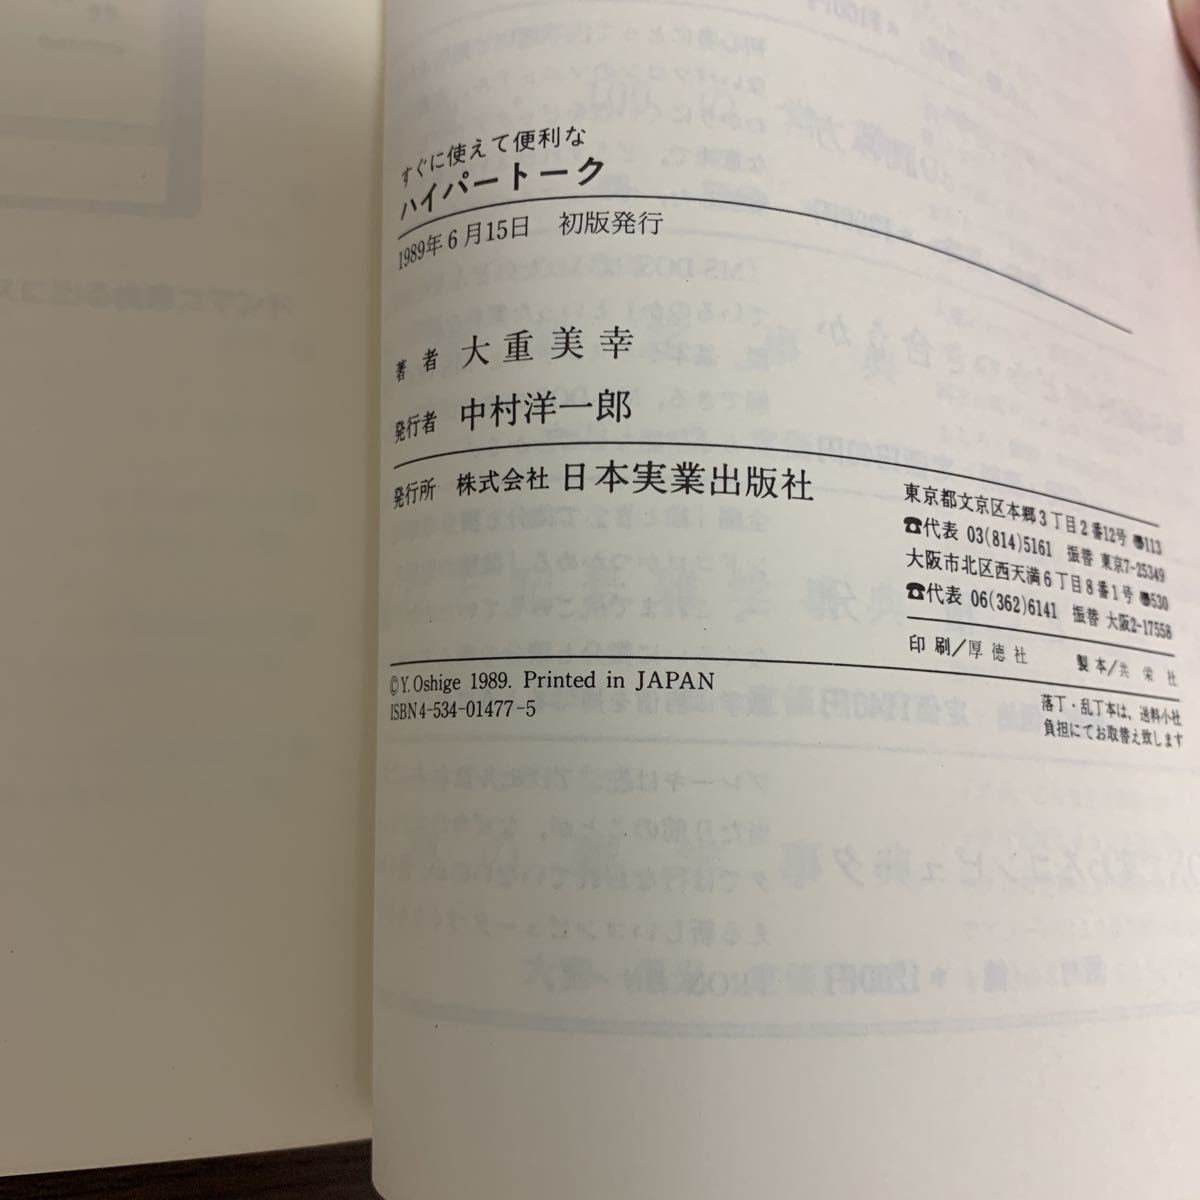 すぐに使えて便利な
ハイパートーク
1989年6月15日 初版発行
著者 大重美幸
発行者 中村洋一郎
発行所 株式会社 日本実業出版社
東京都文京区本郷3丁目2番12号 〠113
☎代表 03(814)5161 振替 東京7-25349
大阪市北区西天満6丁目8番1号 〠530
☎代表 06(362)6141 振替 大阪2-17558
印刷/厚徳社 製本/共栄社
©Y. Oshige 1989. Printed in JAPAN
ISBN4-534-01477-5
落丁・乱丁本は,送料小社
負担にてお取替え致します